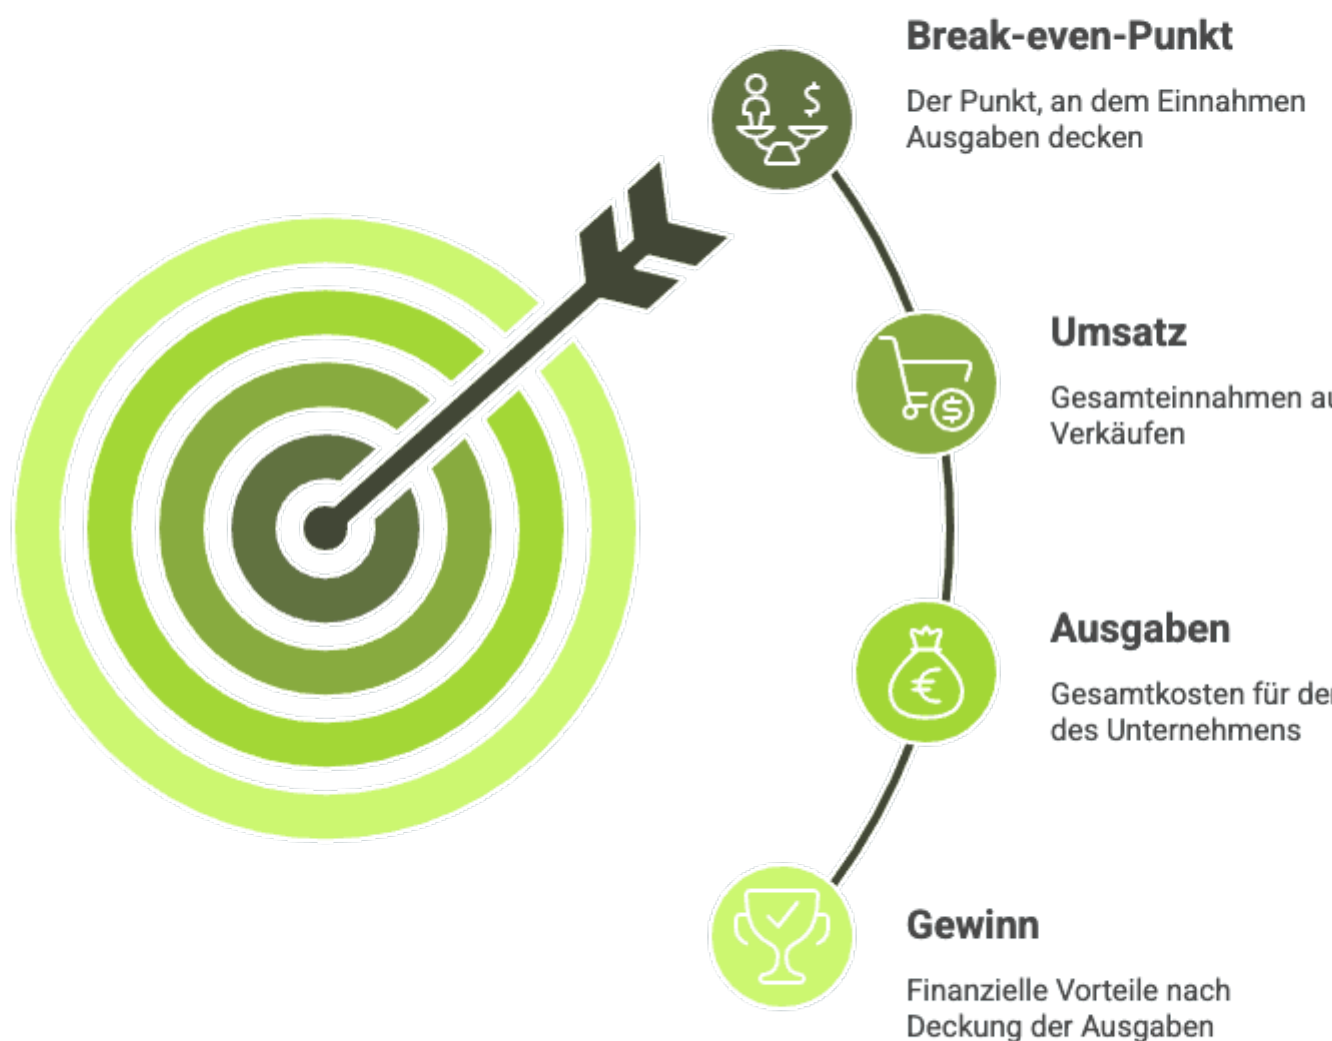 Break-even-Punkt
Der Punkt, an dem Einnahmen
Ausgaben decken
$
Umsatz
Gesamteinnahmen
Verkäufen
$
Ausgaben
Gesamtkosten für
des Unternehmens
€
Gewinn
Finanzielle Vorteile nach
Deckung der Ausgaben